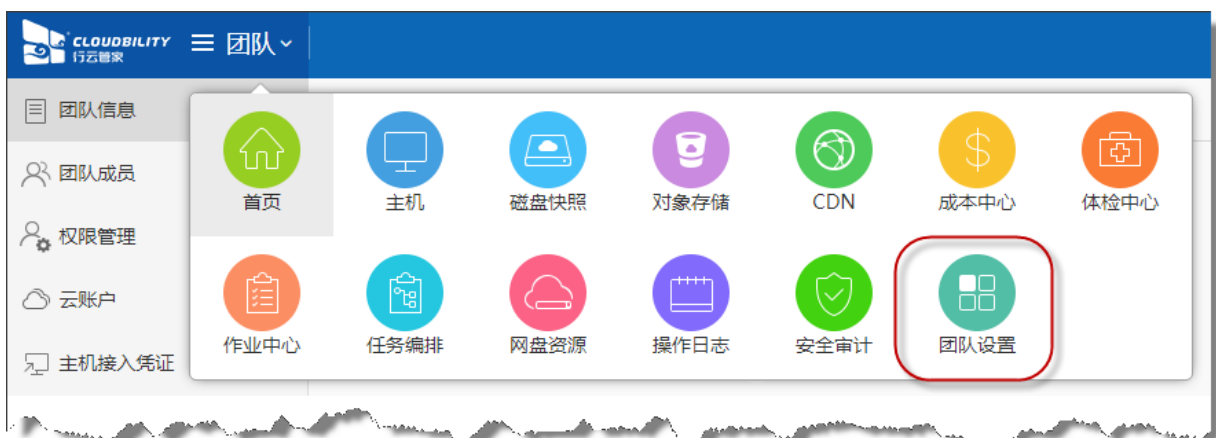 CLOUDBILITY
行云管家
团队
团队信息
团队成员
权限管理
云账户
主机接入凭证
首页
主机
磁盘快照
对象存储
CDN
成本中心
体检中心
作业中心
任务编排
网盘资源
操作日志
安全审计
团队设置